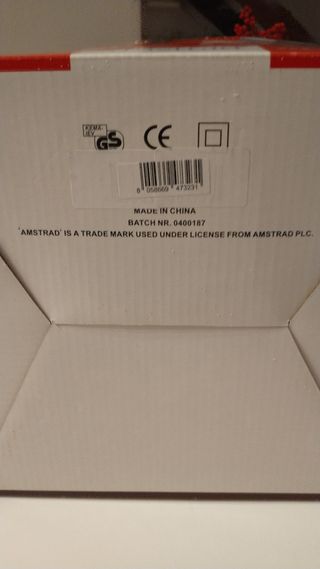 KEMA-
KEUR
GS
CE
8 058669 473231
MADE IN CHINA
BATCH NR. 0400187
'AMSTRAD' IS A TRADE MARK USED UNDER LICENSE FROM AMSTRAD PLC.